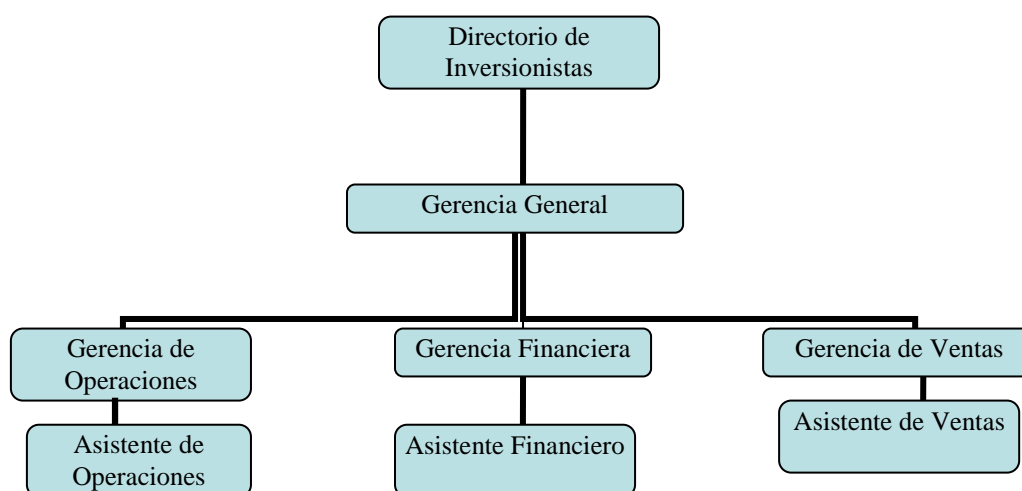 Directorio de
Inversionistas
Gerencia General
Gerencia de
Operaciones
Gerencia Financiera
Gerencia de Ventas
Asistente de
Operaciones
Asistente Financiero
Asistente de Ventas